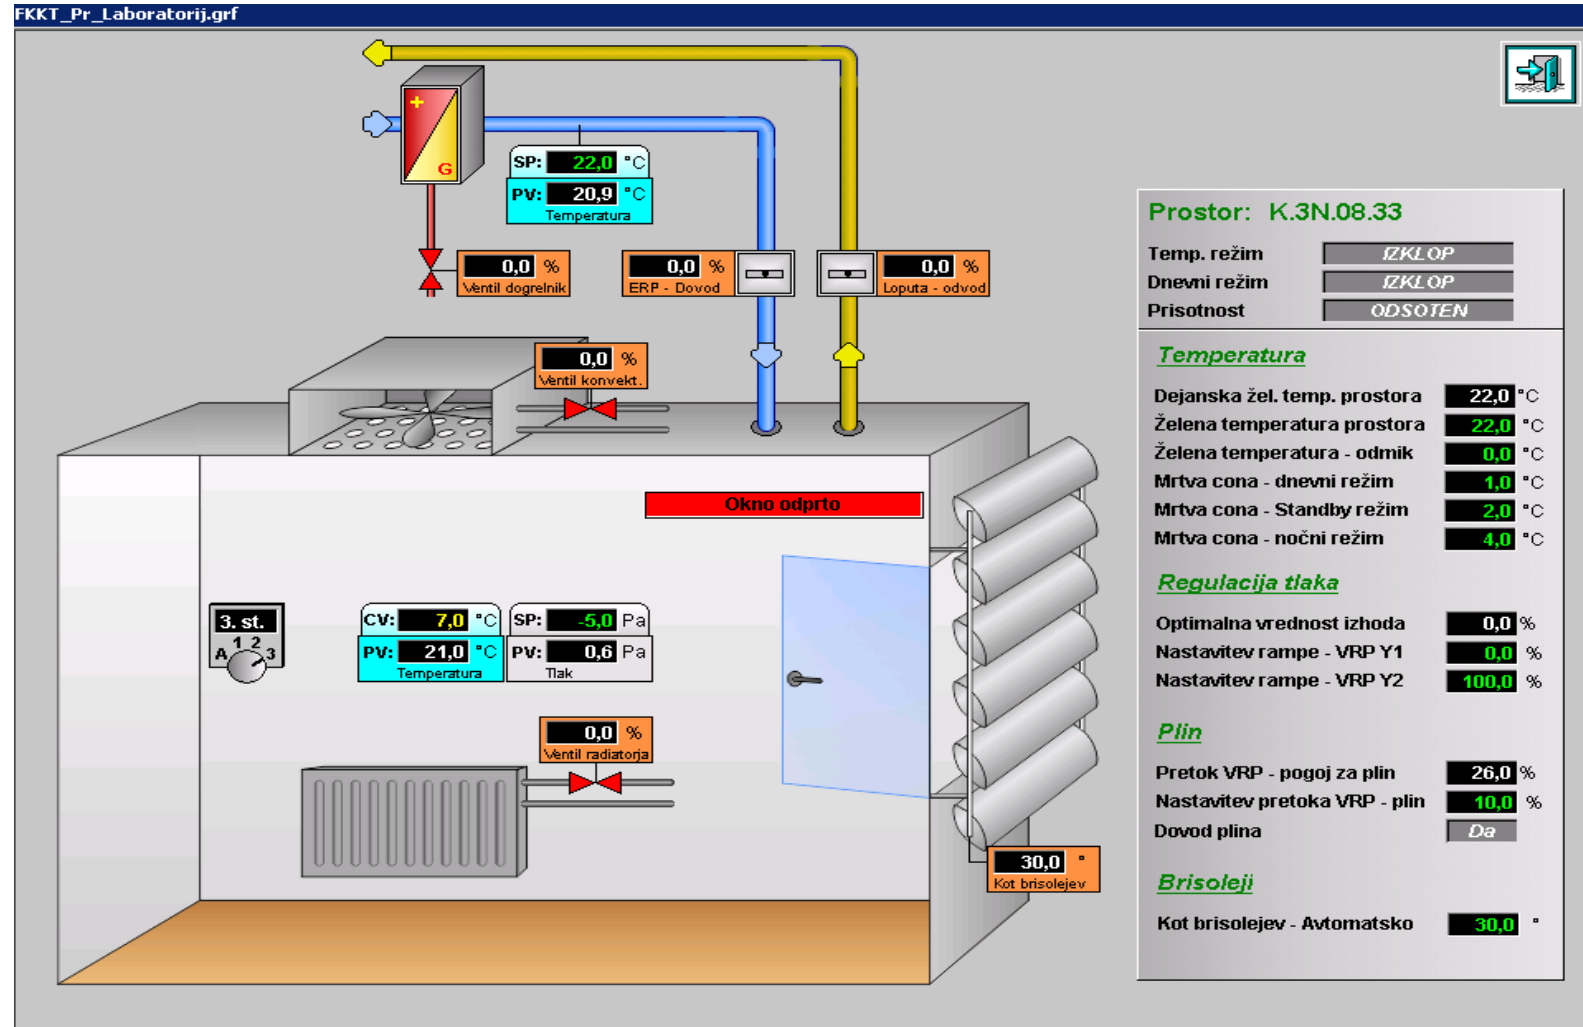 FKKT_Pr_Laboratorij.grf
+
G
SP: 22,0 °C
PV: 20,9 °C
Temperatura
0,0 %
Ventil dogrelnik
0,0 %
ERP - Dovod
0,0 %
Loputa - odvod
0,0 %
Ventil konvekt.
Okno odprto
3. st.
A 1 2 3
CV: 7,0 °C
PV: 21,0 °C
Temperatura
SP: -5,0 Pa
PV: 0,6 Pa
Tlak
0,0 %
Ventil radiatorja
30,0 °
Kot brisolejev
Prostor: K.3N.08.33
Temp. režim IZKLOP
Dnevni režim IZKLOP
Prisotnost ODSOTEN
Temperatura
Dejanska žel. temp. prostora 22,0 °C
Želena temperatura prostora 22,0 °C
Želena temperatura - odmik 0,0 °C
Mrtva cona - dnevni režim 1,0 °C
Mrtva cona - Standby režim 2,0 °C
Mrtva cona - nočni režim 4,0 °C
Regulacija tlaka
Optimalna vrednost izhoda 0,0 %
Nastavitev rampe - VRP Y1 0,0 %
Nastavitev rampe - VRP Y2 100,0 %
Plin
Pretok VRP - pogoj za plin 26,0 %
Nastavitev pretoka VRP - plin 10,0 %
Dovod plina Da
Brisoleji
Kot brisolejev - Avtomatsko 30,0 °